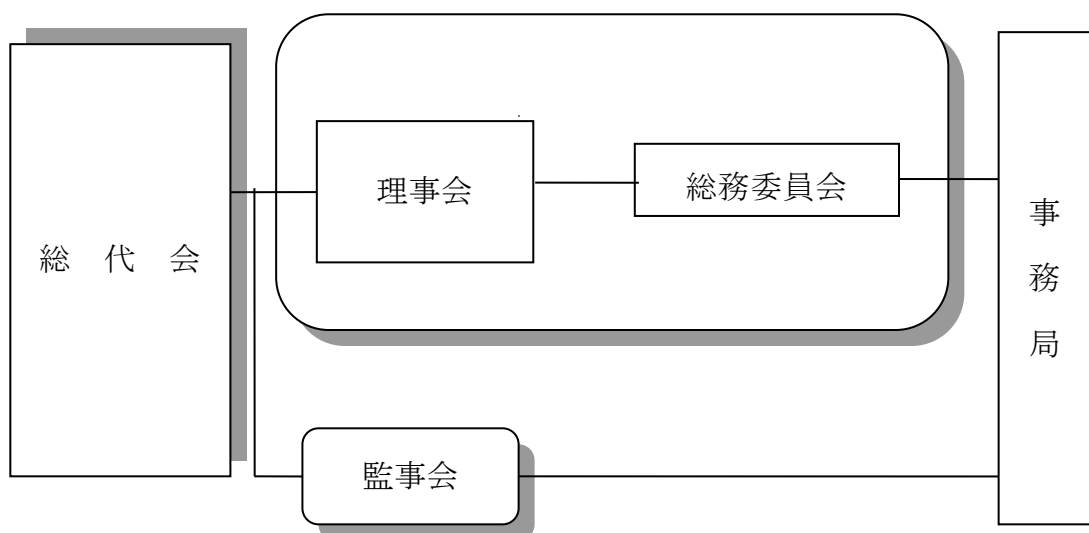 総　代　会
理事会
総務委員会
事務局
監事会